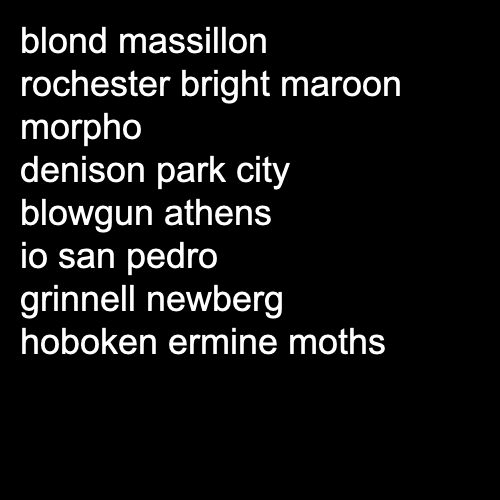 blond massillon
rochester bright maroon
morpho
denison park city
blowgun athens
io san pedro
grinnell newberg
hoboken ermine moths